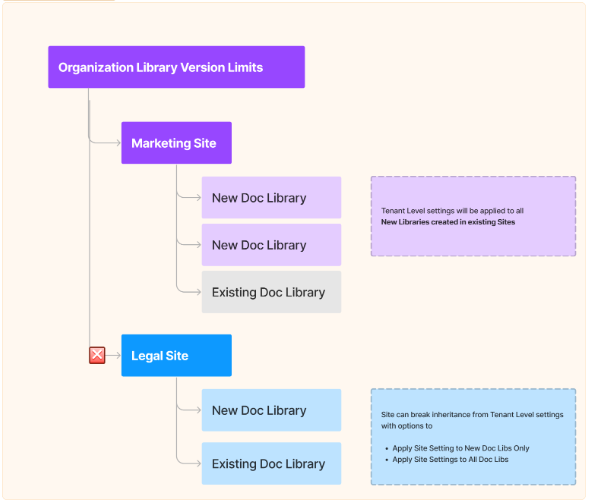 Organization Library Version Limits
Marketing Site
New Doc Library
New Doc Library
Existing Doc Library
Tenant Level settings will be applied to all
New Libraries created in existing Sites
Legal Site
New Doc Library
Existing Doc Library
Site can break inheritance from Tenant Level settings
with options to
• Apply Site Setting to New Doc Libs Only
• Apply Site Settings to All Doc Libs